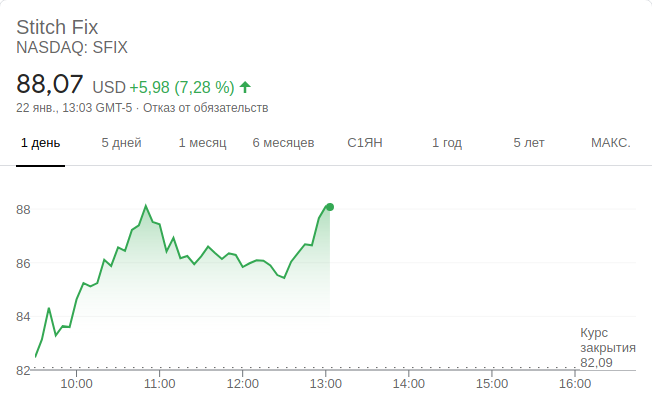 Stitch Fix
NASDAQ: SFIX
88,07 USD +5,98 (7,28 %)
22 янв., 13:03 GMT-5 · Отказ от обязательств
1 день 5 дней 1 месяц 6 месяцев С1ЯН 1 год 5 лет МАКС.
88
86
84
82
Курс
закрытия
82,09
10:00 11:00 12:00 13:00 14:00 15:00 16:00